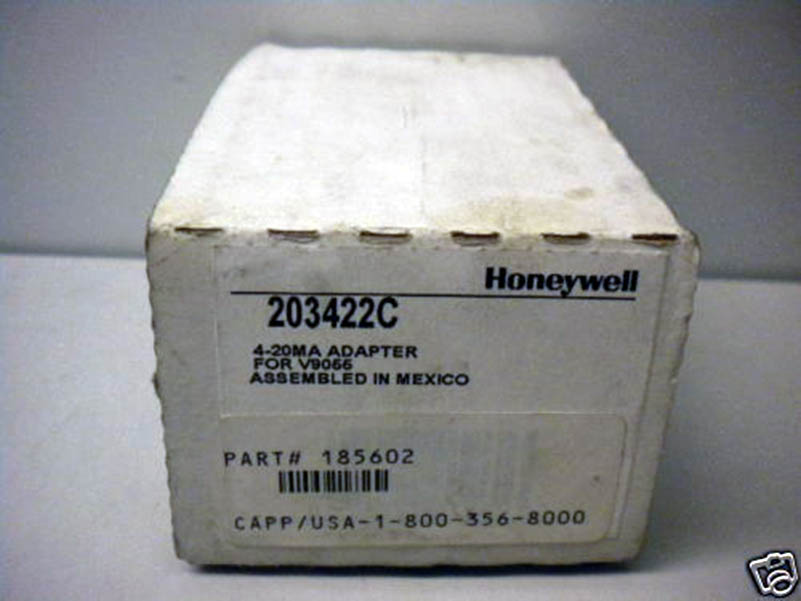 Honeywell
203422C
4-20MA ADAPTER
FOR V9055
ASSEMBLED IN MEXICO
PART# 185602
CAPP/USA-1-800-356-8000